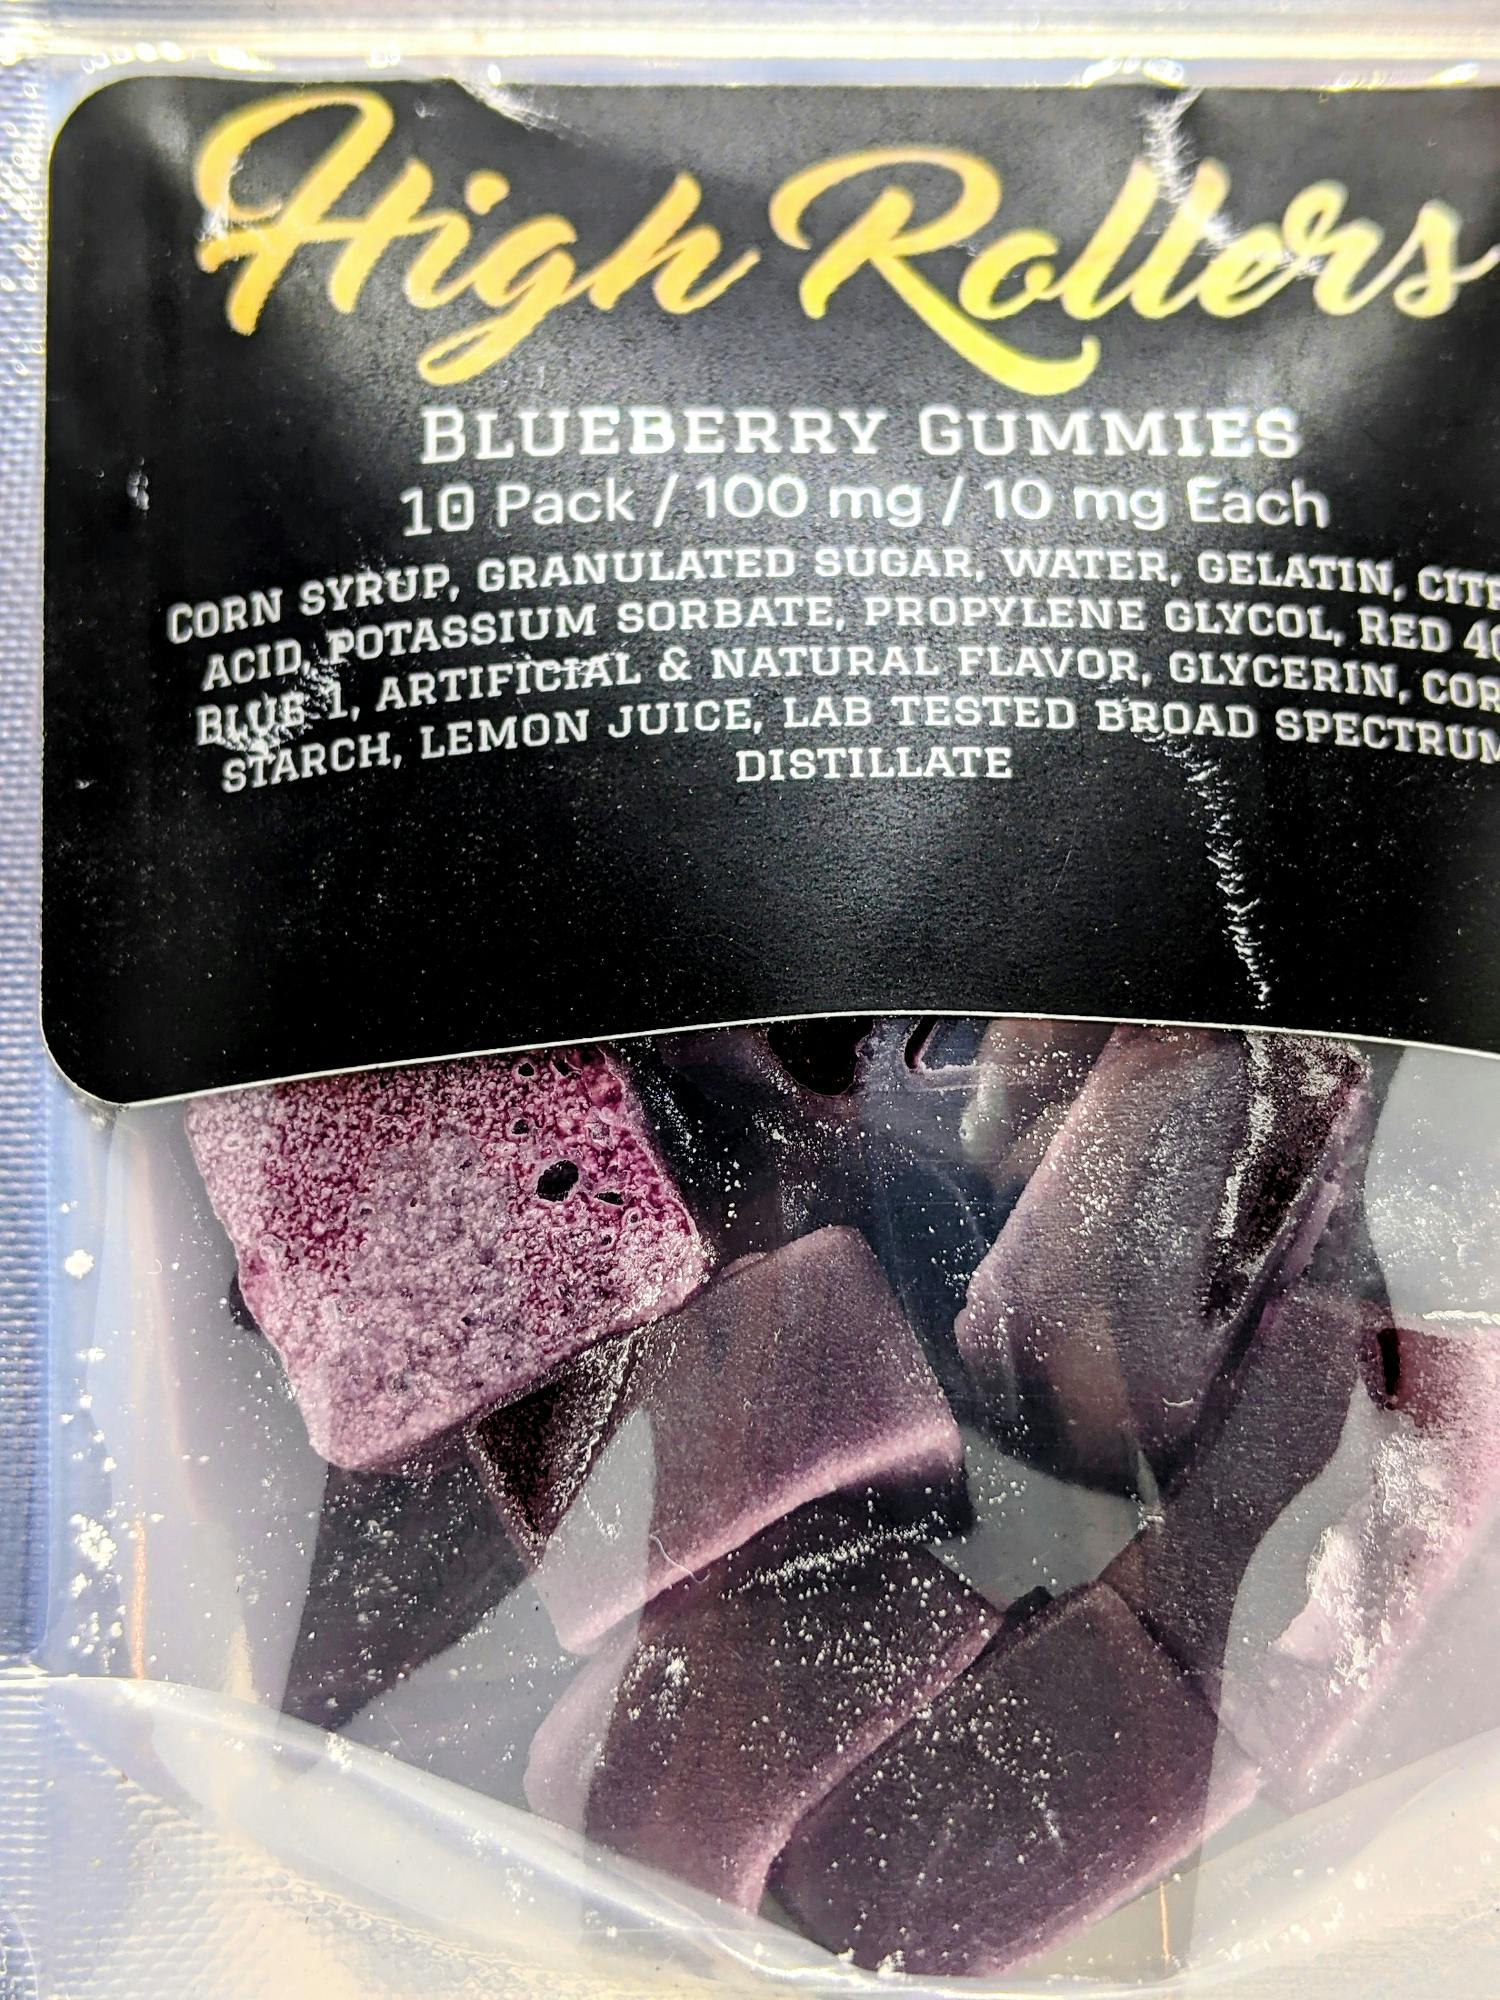 High Rollers
BLUEBERRY GUMMIES
10 Pack / 100 mg / 10 mg Each
CORN SYRUP, GRANULATED SUGAR, WATER, GELATIN,
ACID, POTASSIUM SORBATE, PROPYLENE GLYCOL, RED
BLUE 1, ARTIFICIAL & NATURAL FLAVOR, GLYCERIN,
STARCH, LEMON JUICE, LAB TESTED BROAD SPECTRUM
DISTILLATE